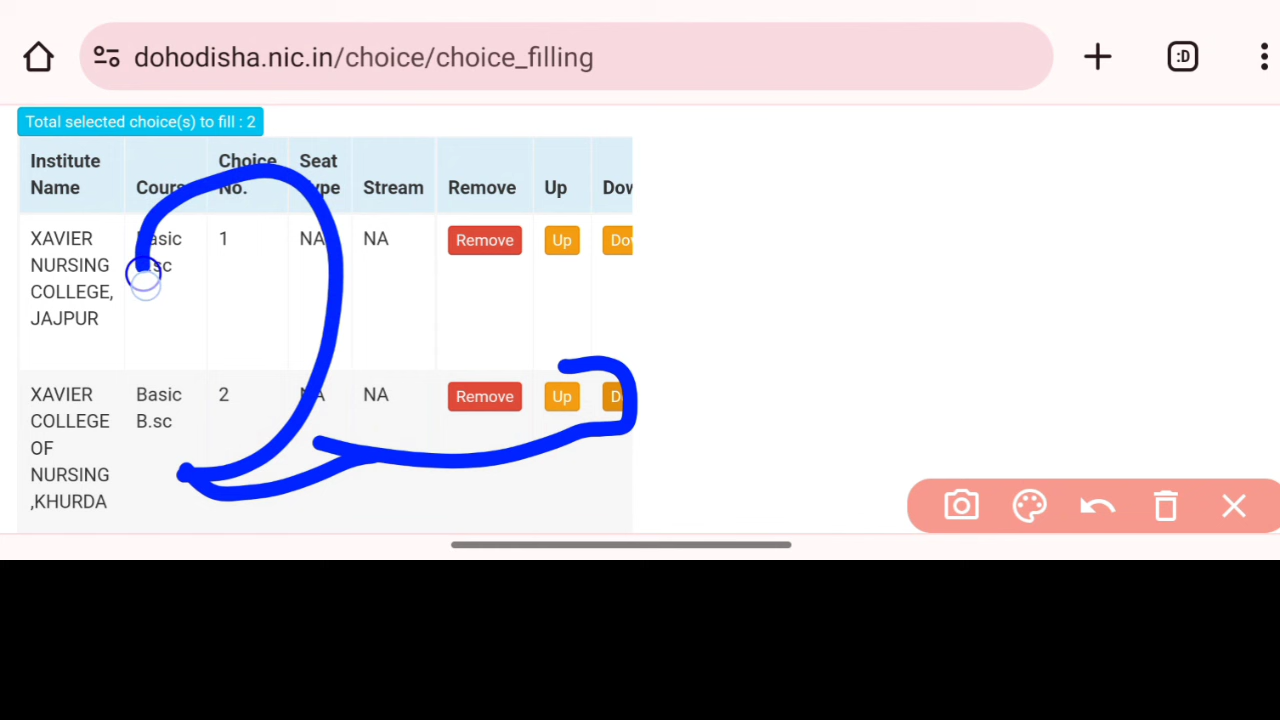 dohodisha.nic.in/choice/choice_filling
:D
Total selected choice(s) to fill : 2
Institute Name Choice No. Seat Stream Remove Up
XAVIER NURSING COLLEGE, JAJPUR 1 NA NA Remove Up
XAVIER COLLEGE OF NURSING ,KHURDA Basic B.sc 2 NA NA Remove Up